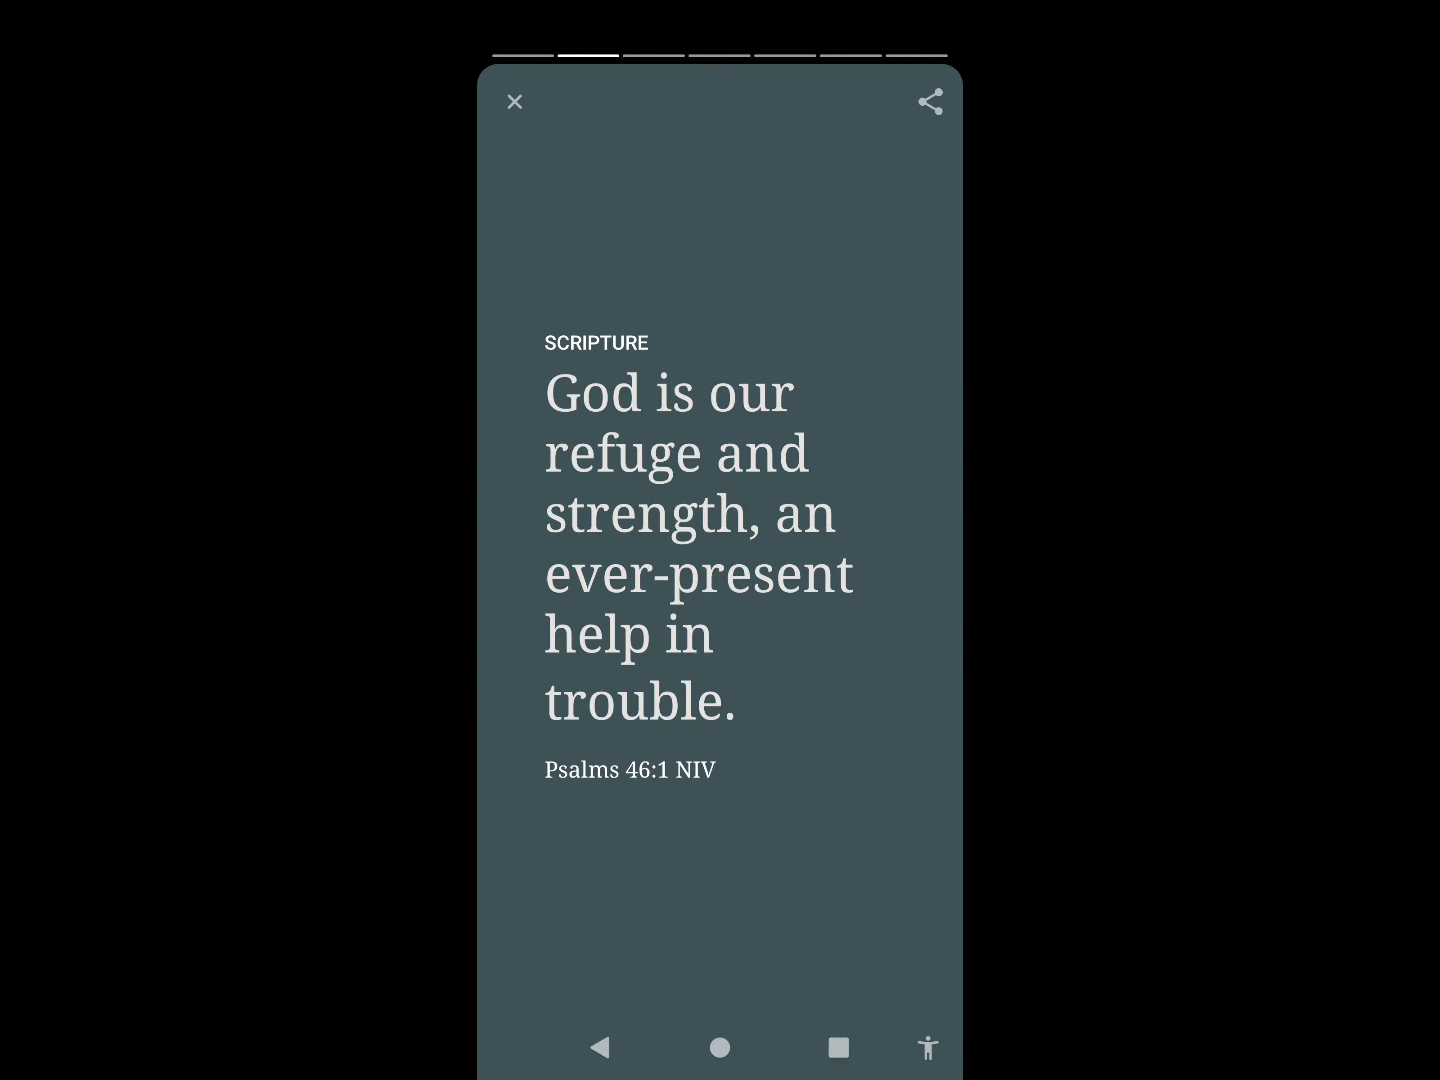 SCRIPTURE
God is our
refuge and
strength, an
ever-present
help in
trouble.
Psalms 46:1 NIV